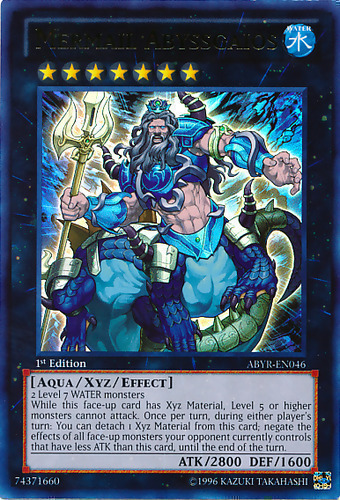 MERMAIL ABYSSGAIOS
WATER
水
1st Edition
ABYR-EN046
[AQUA/XYZ/EFFECT]
2 Level 7 WATER monsters
While this face-up card has Xyz Material, Level 5 or higher
monsters cannot attack. Once per turn, during either player's
turn: You can detach 1 Xyz Material from this card; negate the
effects of all face-up monsters your opponent currently controls
that have less ATK than this card, until the end of the turn.
ATK/2800 DEF/1600
74371660
©1996 KAZUKI TAKAHASHI